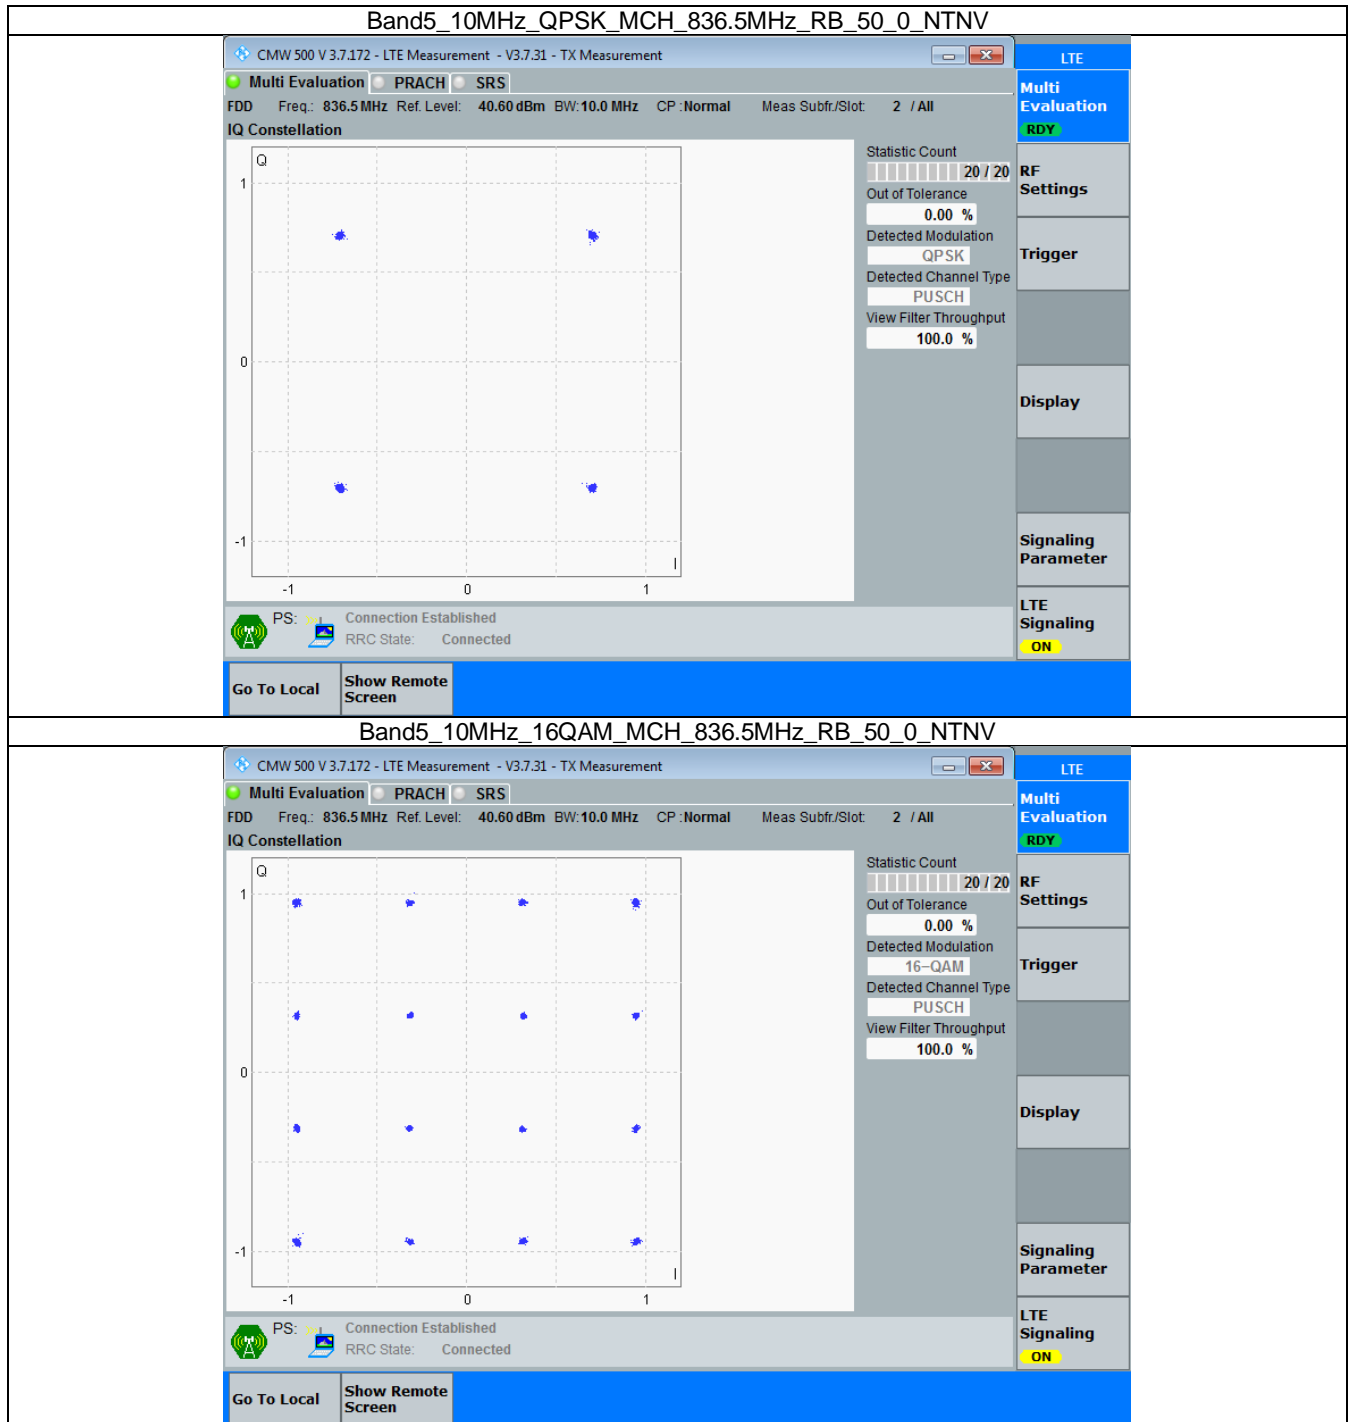 Band5_10MHz_QPSK_MCH_836.5MHz_RB_50_0_NTNV
CMW 500 V 3.7.172 - LTE Measurement - V3.7.31 - TX Measurement
LTE
Multi Evaluation PRACH SRS
FDD Freq.: 836.5 MHz Ref. Level: 40.60 dBm BW: 10.0 MHz CP : Normal Meas Subfr./Slot: 2 / All
IQ Constellation
Q
1
0
-1
I
-1 0 1
Statistic Count
20 / 20
Out of Tolerance
0.00 %
Detected Modulation
QPSK
Detected Channel Type
PUSCH
View Filter Throughput
100.0 %
Multi
Evaluation
RDY
RF
Settings
Trigger
Display
Signaling
Parameter
LTE
Signaling
ON
PS: Connection Established
RRC State: Connected
Go To Local
Show Remote
Screen
Band5_10MHz_16QAM_MCH_836.5MHz_RB_50_0_NTNV
CMW 500 V 3.7.172 - LTE Measurement - V3.7.31 - TX Measurement
LTE
Multi Evaluation PRACH SRS
FDD Freq.: 836.5 MHz Ref. Level: 40.60 dBm BW: 10.0 MHz CP : Normal Meas Subfr./Slot: 2 / All
IQ Constellation
Q
1
0
-1
I
-1 0 1
Statistic Count
20 / 20
Out of Tolerance
0.00 %
Detected Modulation
16-QAM
Detected Channel Type
PUSCH
View Filter Throughput
100.0 %
Multi
Evaluation
RDY
RF
Settings
Trigger
Display
Signaling
Parameter
LTE
Signaling
ON
PS: Connection Established
RRC State: Connected
Go To Local
Show Remote
Screen